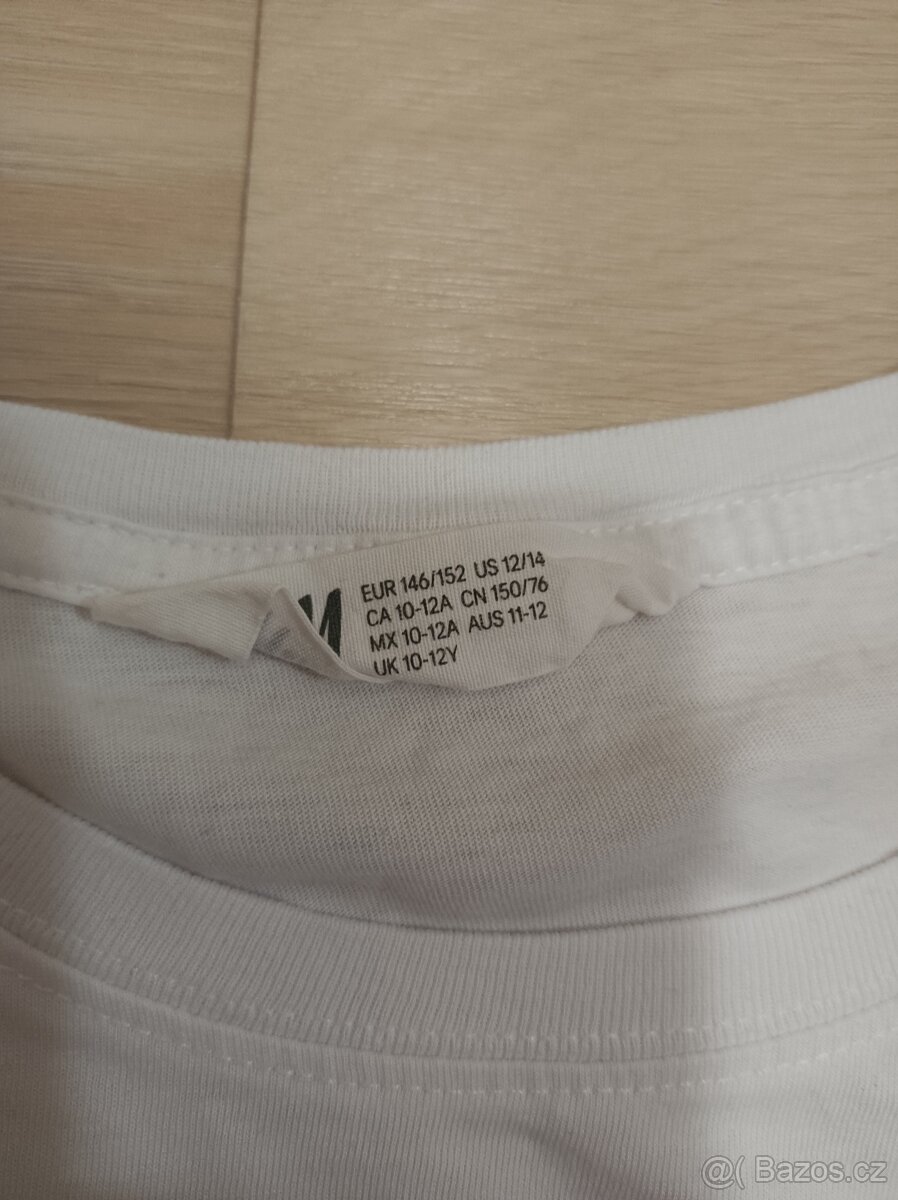 EUR 146/152 US 12/14
CA 10-12A CN 150/76
MX 10-12A AUS 11-12
UK 10-12Y
@( Bazos.cz